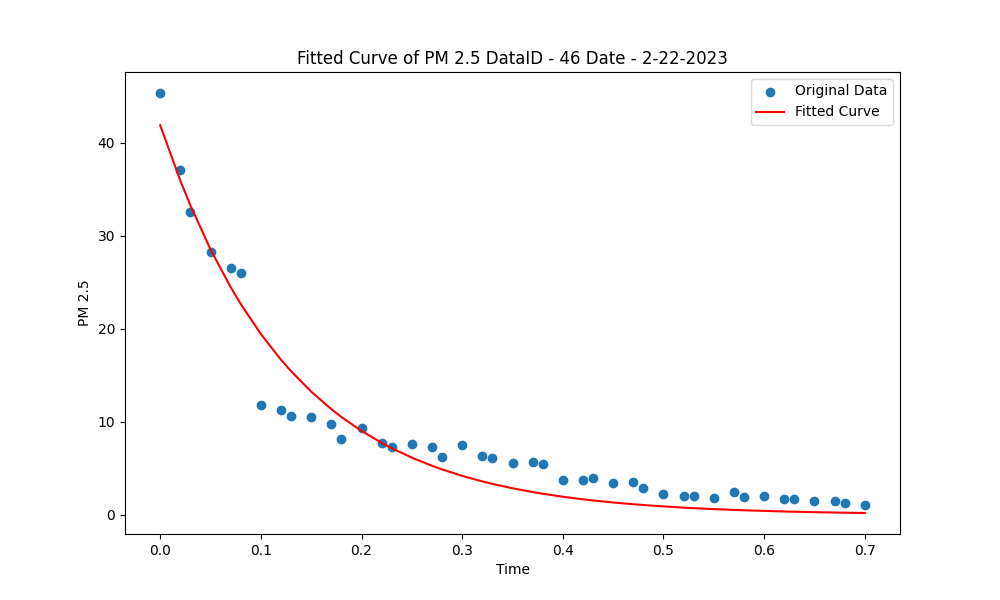 Fitted Curve of PM 2.5 DataID - 46 Date - 2-22-2023
Original Data
Fitted Curve
PM 2.5
40
30
20
10
0
0.0 0.1 0.2 0.3 0.4 0.5 0.6 0.7
Time